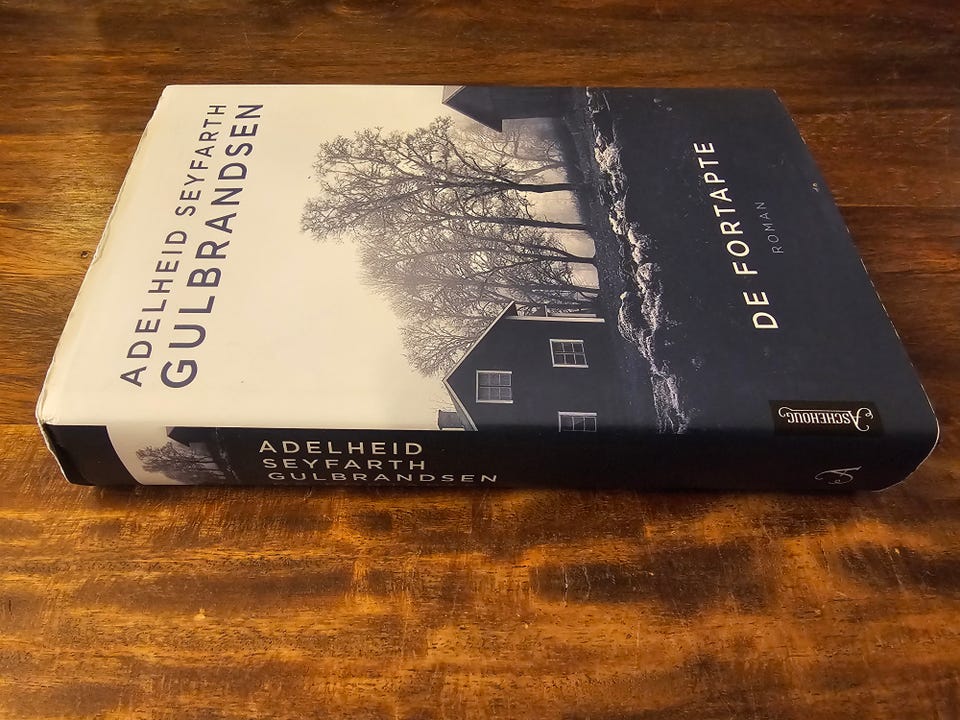 ADELHEID SEYFARTH
GULBRANDSEN
DE FORTAPTE
ROMAN
ASCHEHOUG
ADELHEID
SEYFARTH
GULBRANDSEN